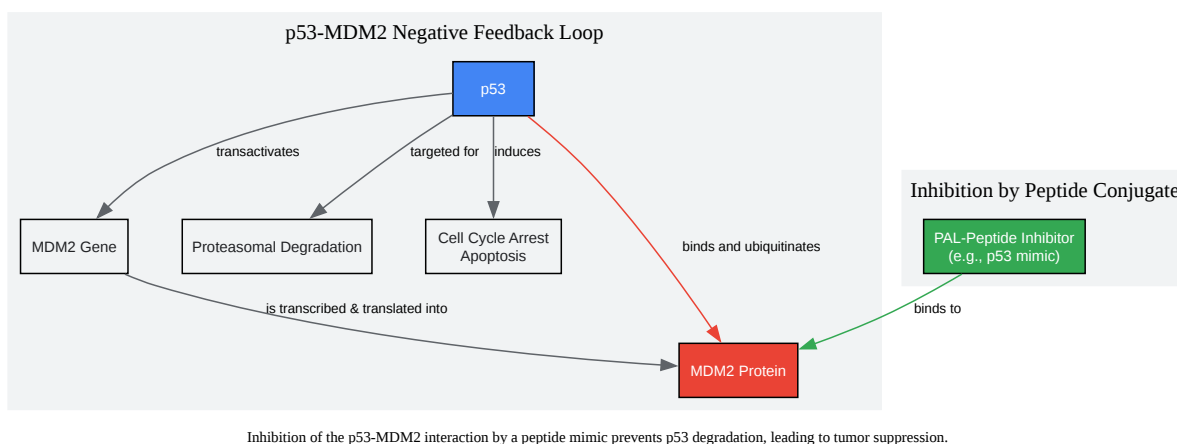 p53-MDM2 Negative Feedback Loop
p53
transactivates
targeted for
induces
Inhibition by Peptide Conjugate
MDM2 Gene
Proteasomal Degradation
Cell Cycle Arrest
Apoptosis
PAL-Peptide Inhibitor
(e.g., p53 mimic)
binds and ubiquitinates
is transcribed & translated into
binds to
MDM2 Protein
Inhibition of the p53-MDM2 interaction by a peptide mimic prevents p53 degradation, leading to tumor suppression.